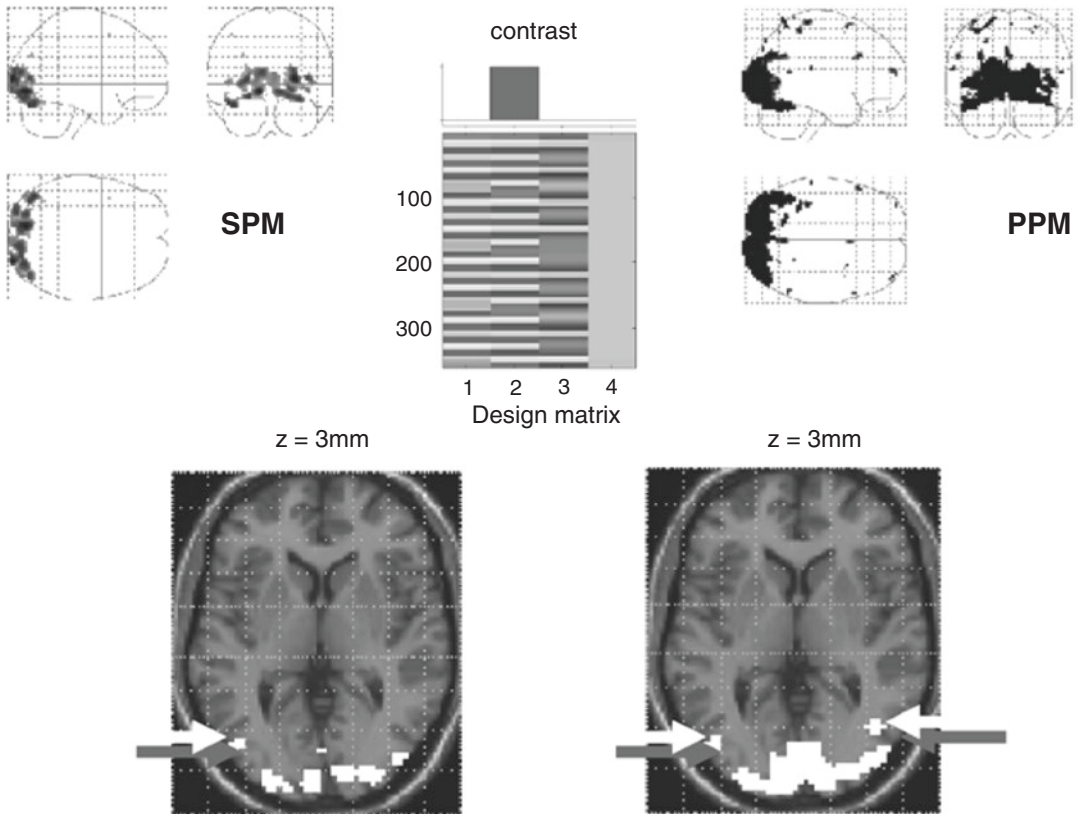 contrast
SPM
PPM
100
200
300
1 2 3 4
Design matrix
z = 3mm
z = 3mm